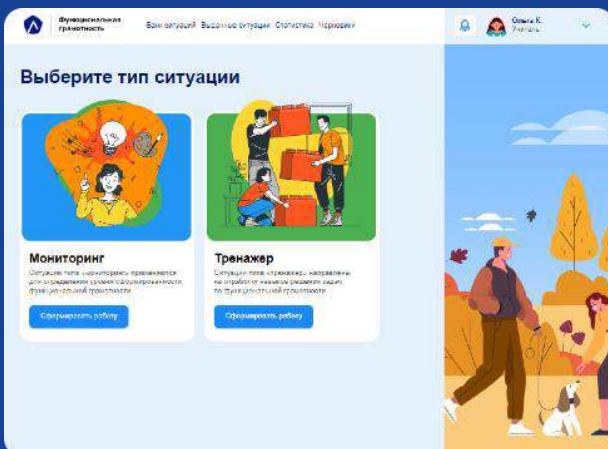 Функциональная
грамотность
Банк ситуаций Выданные ситуации Статистика Черновики
Ольга К.
Учитель
Выберите тип ситуации
Мониторинг
Ситуации типа «мониторинг» применяются
для определения уровня сформированности
функциональной грамотности
Сформировать работу
Тренажер
Ситуации типа «тренажер» направлены
на отработку навыков решения задач
по функциональной грамотности
Сформировать работу